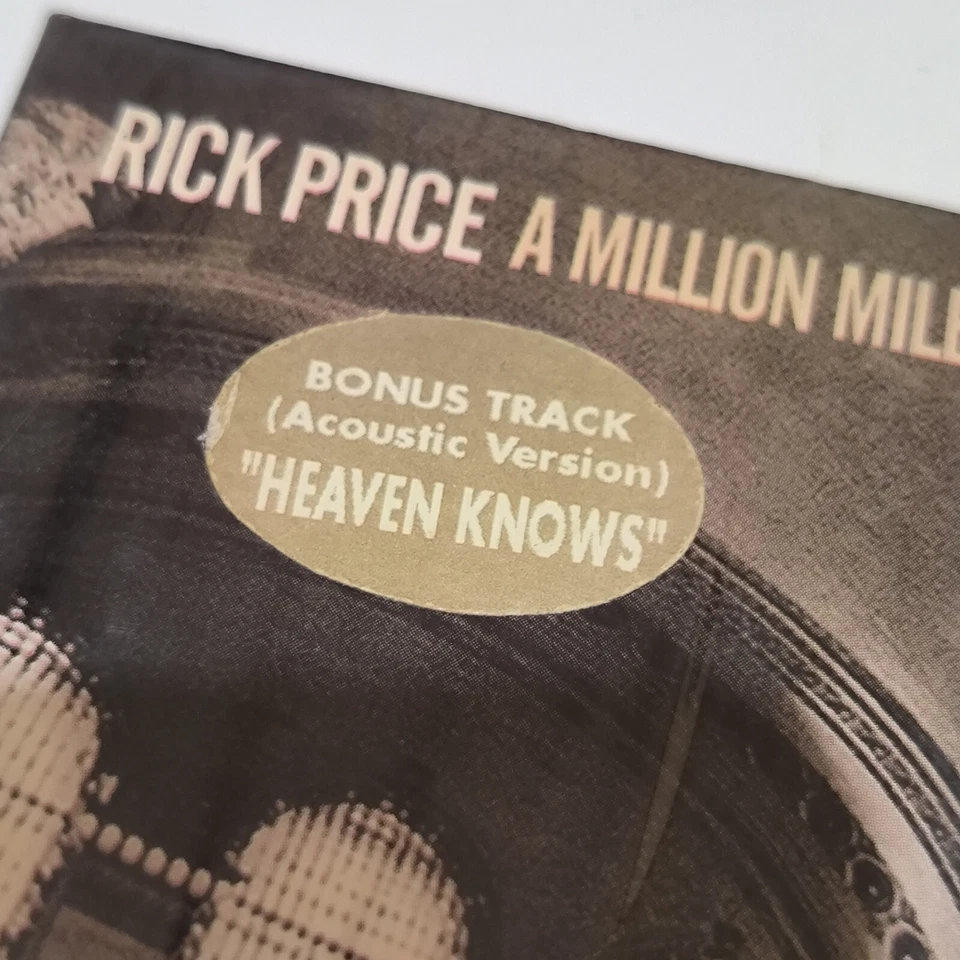 RICK PRICE A MILLION MILE
BONUS TRACK
(Acoustic Version)
"HEAVEN KNOWS"